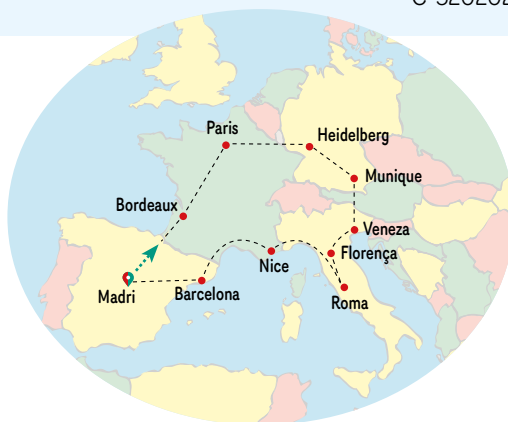 Paris
Heidelberg
Munique
Bordeaux
Veneza
Florença
Nice
Madri
Barcelona
Roma